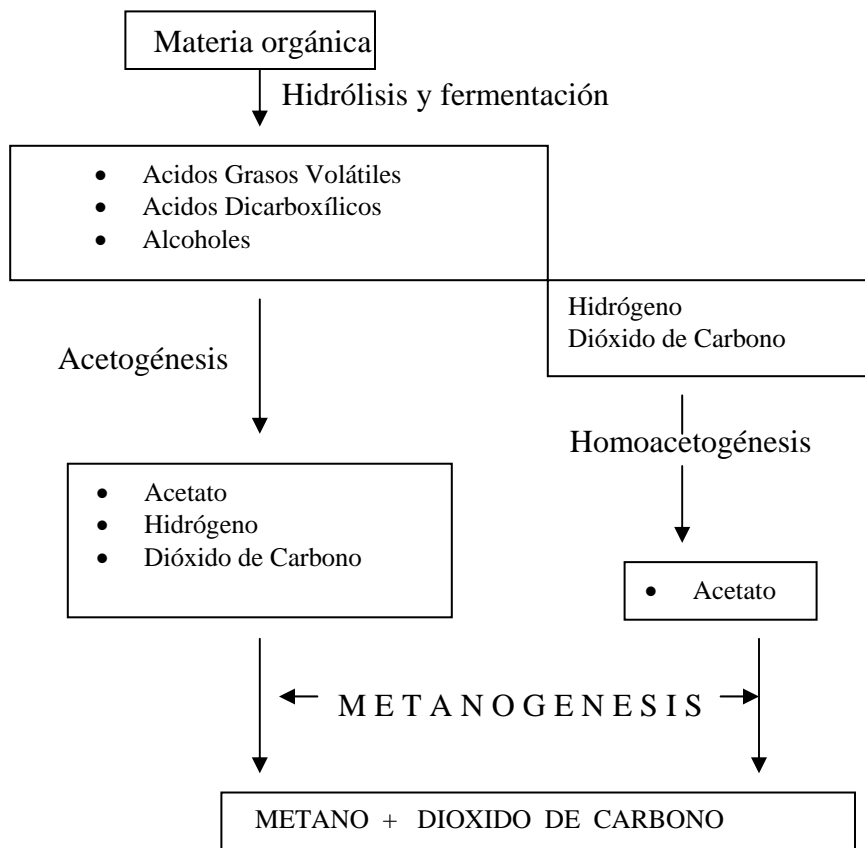 Materia orgánica
Hidrólisis y fermentación
• Acidos Grasos Volátiles
• Acidos Dicarboxílicos
• Alcoholes
Hidrógeno
Dióxido de Carbono
Acetogénesis
Homoacetogénesis
• Acetato
• Hidrógeno
• Dióxido de Carbono
• Acetato
M E T A N O G E N E S I S
METANO + DIOXIDO DE CARBONO